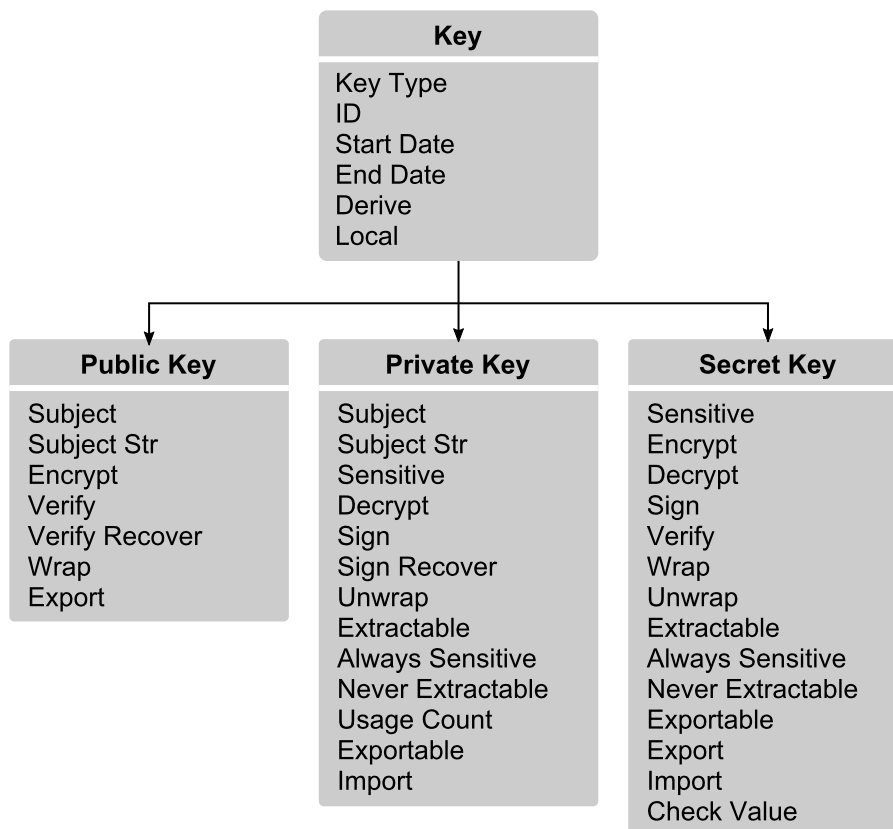 Key
Key Type
ID
Start Date
End Date
Derive
Local
Public Key
Subject
Subject Str
Encrypt
Verify
Verify Recover
Wrap
Export
Private Key
Subject
Subject Str
Sensitive
Decrypt
Sign
Sign Recover
Unwrap
Extractable
Always Sensitive
Never Extractable
Usage Count
Exportable
Import
Secret Key
Sensitive
Encrypt
Decrypt
Sign
Verify
Wrap
Unwrap
Extractable
Always Sensitive
Never Extractable
Exportable
Export
Import
Check Value